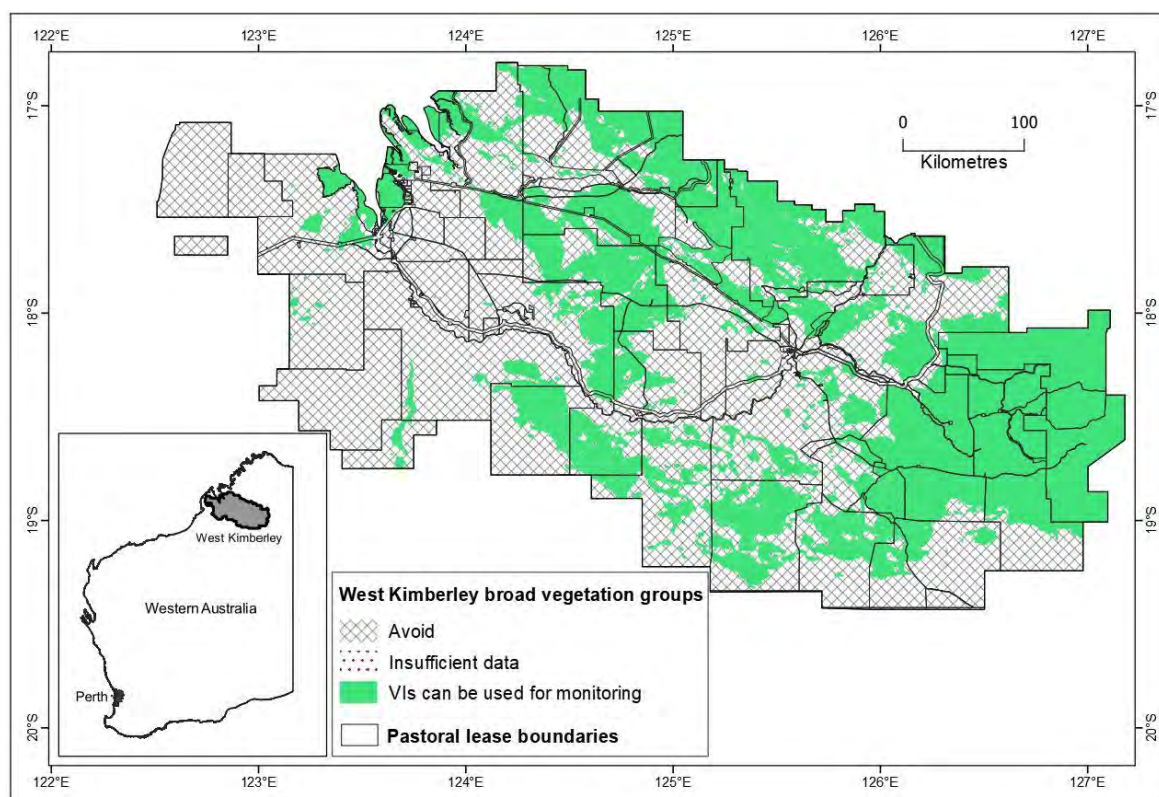 122°E 123°E 124°E 125°E 126°E 127°E
17°S 17°S
0 100
Kilometres
18°S 18°S
19°S 19°S
West Kimberley
Western Australia
Perth
West Kimberley broad vegetation groups
Avoid
Insufficient data
VIs can be used for monitoring
Pastoral lease boundaries
20°S 20°S
122°E 123°E 124°E 125°E 126°E 127°E